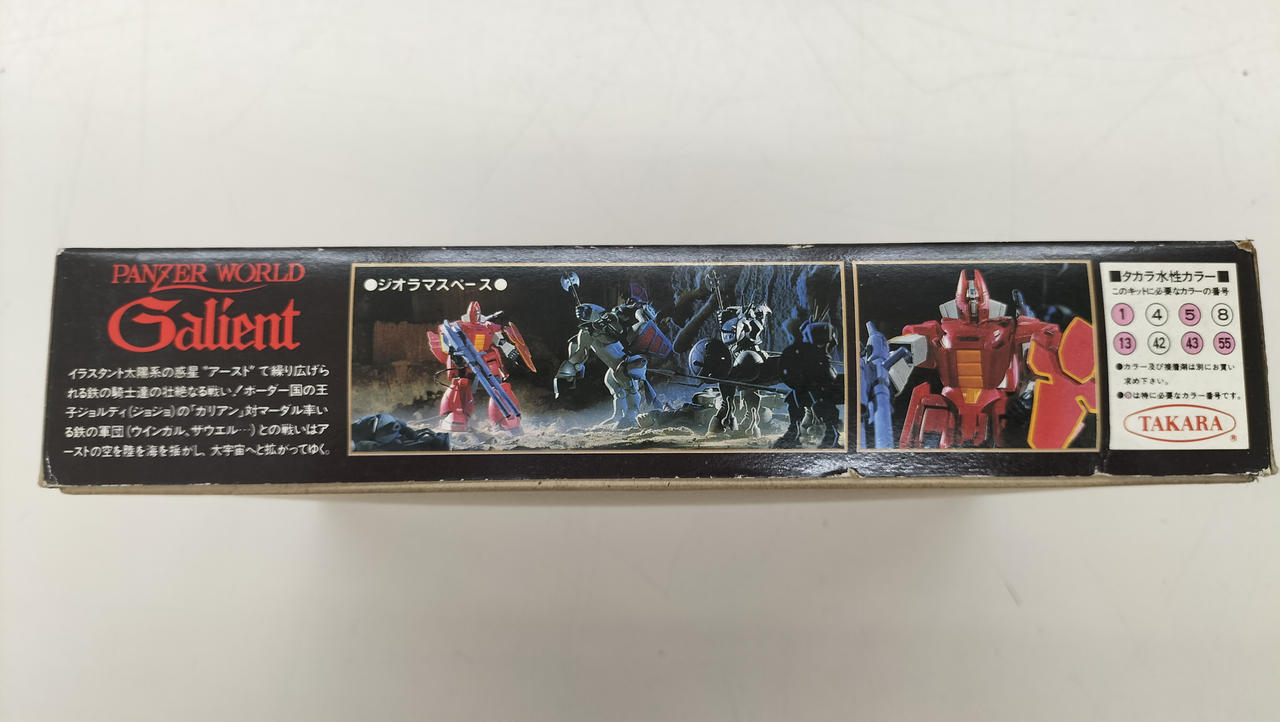 PANZER WORLD
Galient
イラスタント太陽系の惑星“アースド”で繰り広げら
れる鉄の騎士達の壮絶なる戦い!ボーダー国の王
子ジョルディ(ジョジョ)の「ガリアン」対マーダル率い
る鉄の軍団(ウインガル、サウエル…)との戦いはア
ーストの空を陸を海を揺がし、大宇宙へと拡がってゆく。
●ジオラマスペース●
■タカラ水性カラー■
このキットに必要なカラーの番号
1 4 5 8
13 42 43 55
●カラー及び接着剤は別にお買い
求め下さい。
●◎は特に必要なカラー番号です。
TAKARA ®